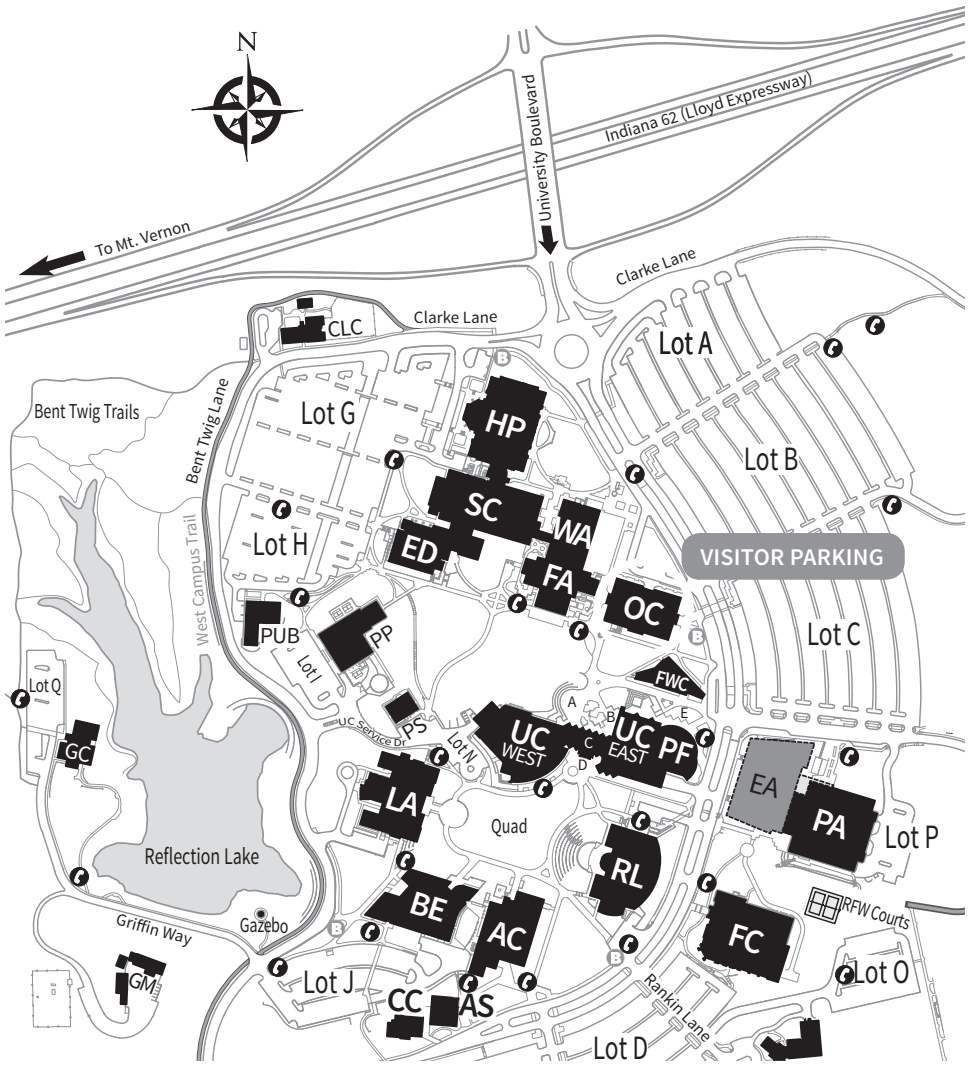 N
University Boulevard
Indiana 62 (Lloyd Expressway)
To Mt. Vernon
Clarke Lane
Clarke Lane
CLC
Lot A
B
Bent Twig Trails
Bent Twig Lane
Lot G
HP
Lot B
SC
WA
Lot H
ED
FA
VISITOR PARKING
West Campus Trail
OC
PUB
PP
B
Lot C
Lot I
FWC
Lot Q
A
B
E
PS
UC Service Dr
Lot N
UC
WEST
C
D
UC
EAST
PF
GC
LA
EA
PA
Lot P
Quad
Reflection Lake
RL
BE
RFW Courts
Gazebo
Griffin Way
B
AC
FC
B
GM
Lot J
Lot O
Rankin Lane
CC
AS
Lot D